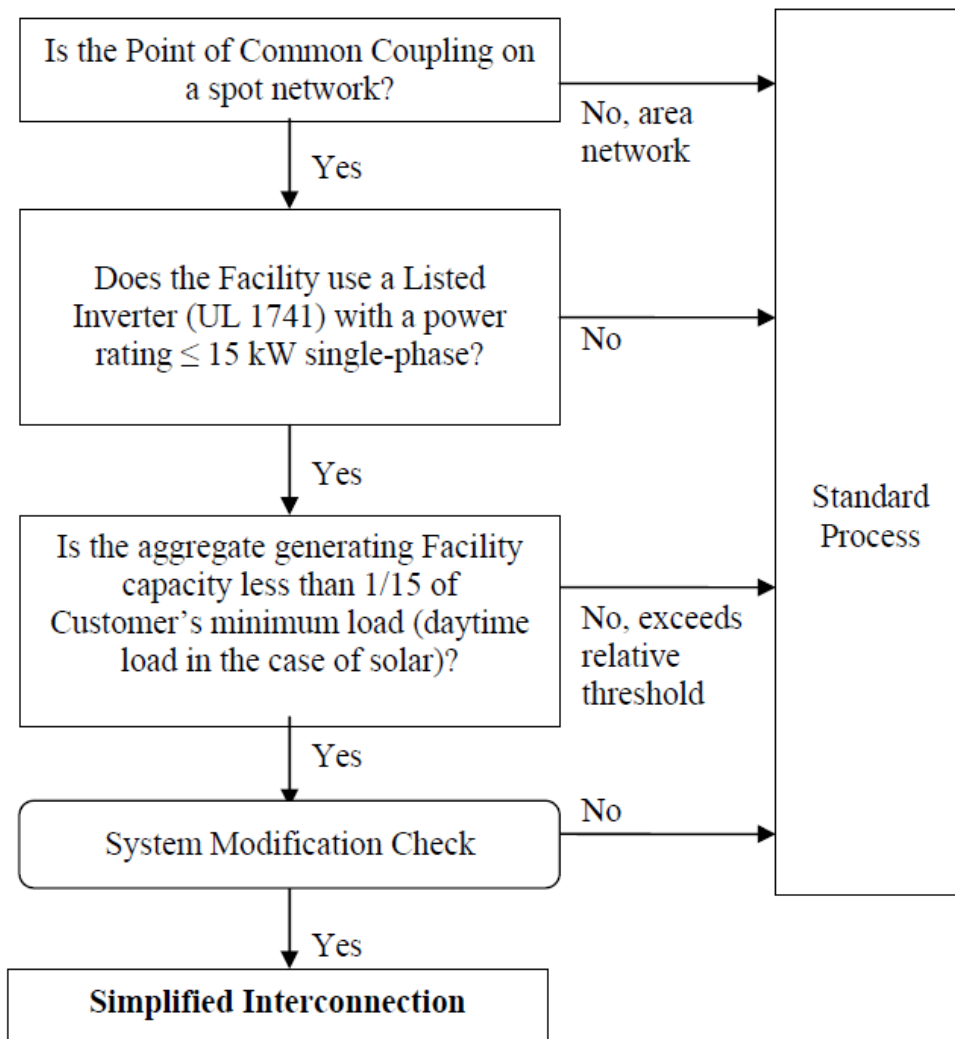 Is the Point of Common Coupling on
a spot network?
No, area
network
Yes
Does the Facility use a Listed
Inverter (UL 1741) with a power
rating ≤ 15 kW single-phase?
No
Yes
Standard
Process
Is the aggregate generating Facility
capacity less than 1/15 of
Customer’s minimum load (daytime
load in the case of solar)?
No, exceeds
relative
threshold
Yes
System Modification Check
No
Yes
Simplified Interconnection